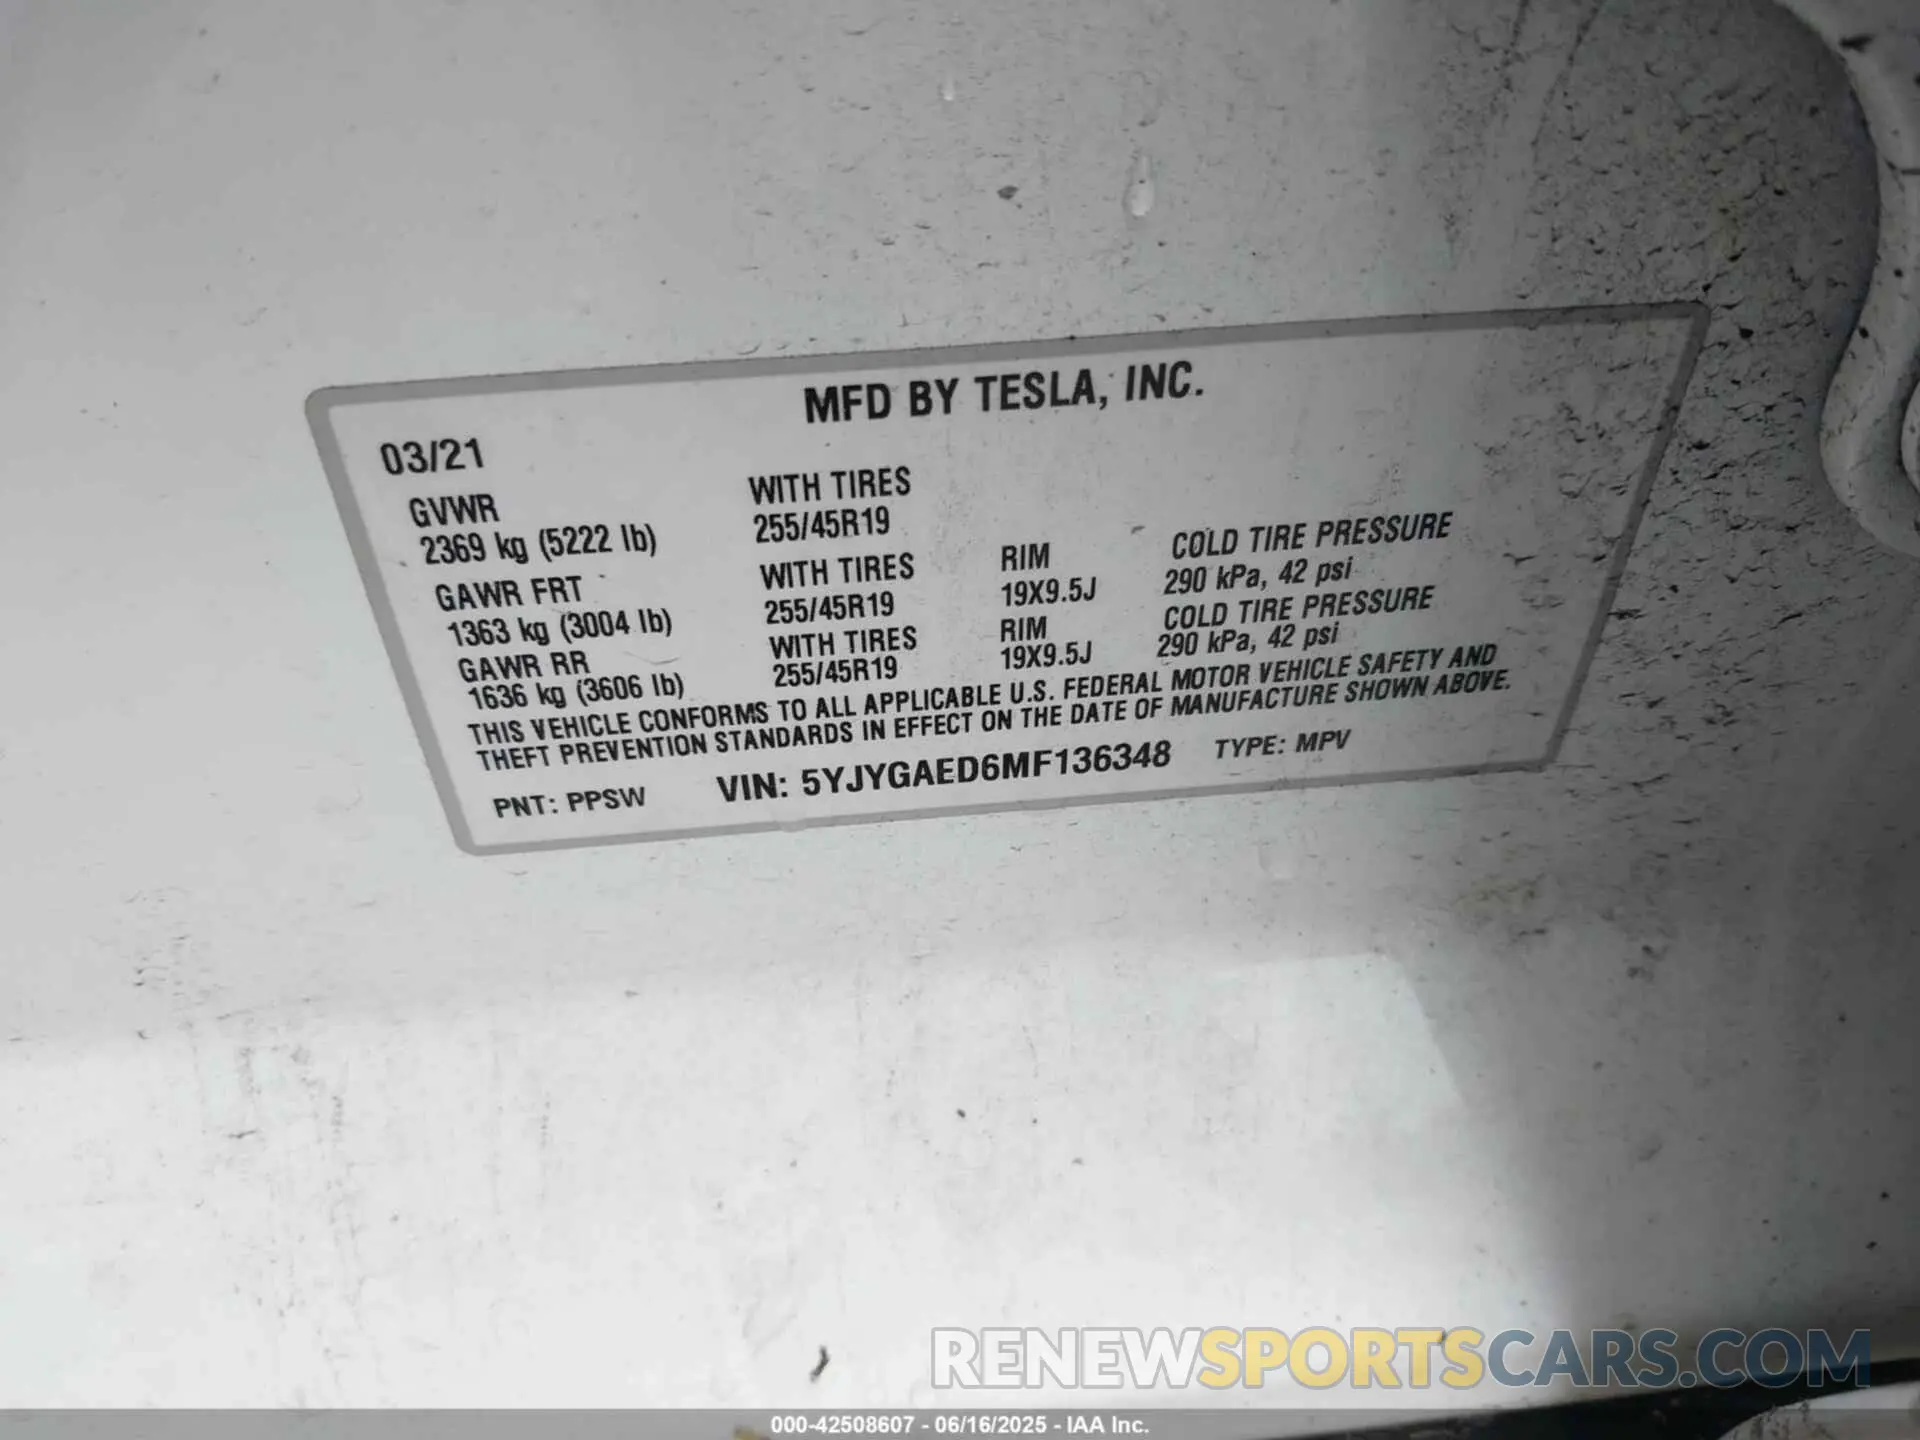 MFD BY TESLA, INC.
03/21
GVWR WITH TIRES
2369 kg (5222 lb) 255/45R19
GAWR FRT WITH TIRES RIM COLD TIRE PRESSURE
1363 kg (3004 lb) 255/45R19 19X9.5J 290 kPa, 42 psi
GAWR RR WITH TIRES RIM COLD TIRE PRESSURE
1636 kg (3606 lb) 255/45R19 19X9.5J 290 kPa, 42 psi
THIS VEHICLE CONFORMS TO ALL APPLICABLE U.S. FEDERAL MOTOR VEHICLE SAFETY AND
THEFT PREVENTION STANDARDS IN EFFECT ON THE DATE OF MANUFACTURE SHOWN ABOVE.
PNT: PPSW VIN: 5YJYGAED6MF136348 TYPE: MPV
RENEWSPORTSCARS.COM
000-42508607 - 06/16/2025 - IAA Inc.